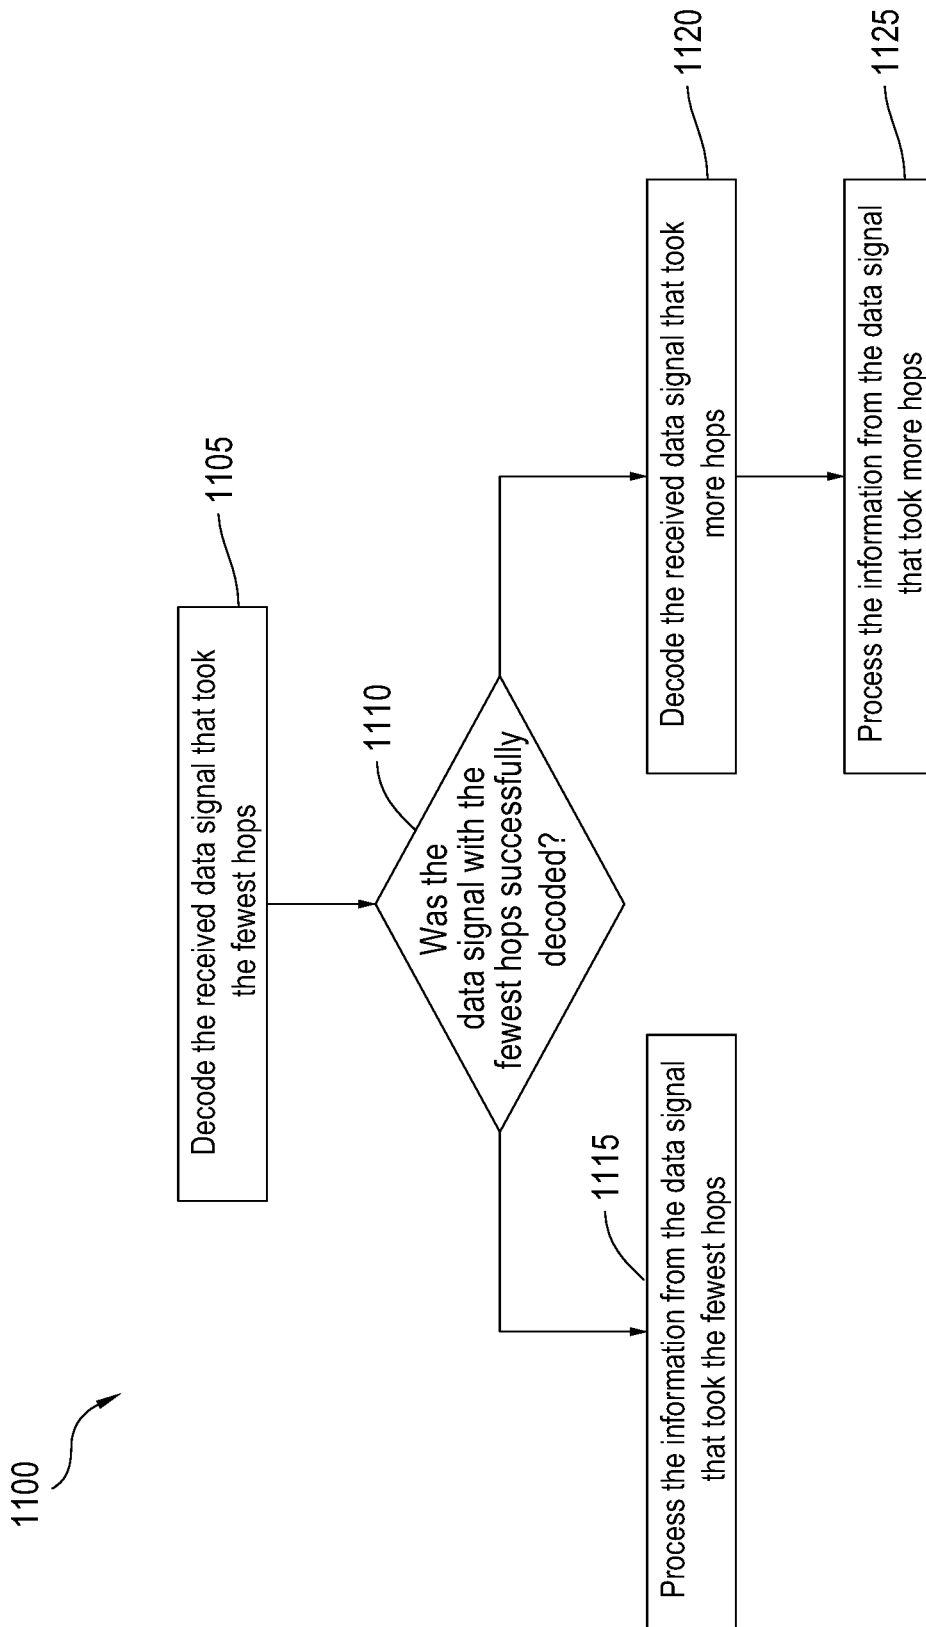 1100
Decode the received data signal that took
the fewest hops
1105
Was the
data signal with the
fewest hops successfully
decoded?
1110
Process the information from the data signal
that took the fewest hops
1115
Decode the received data signal that took
more hops
1120
Process the information from the data signal
that took more hops
1125